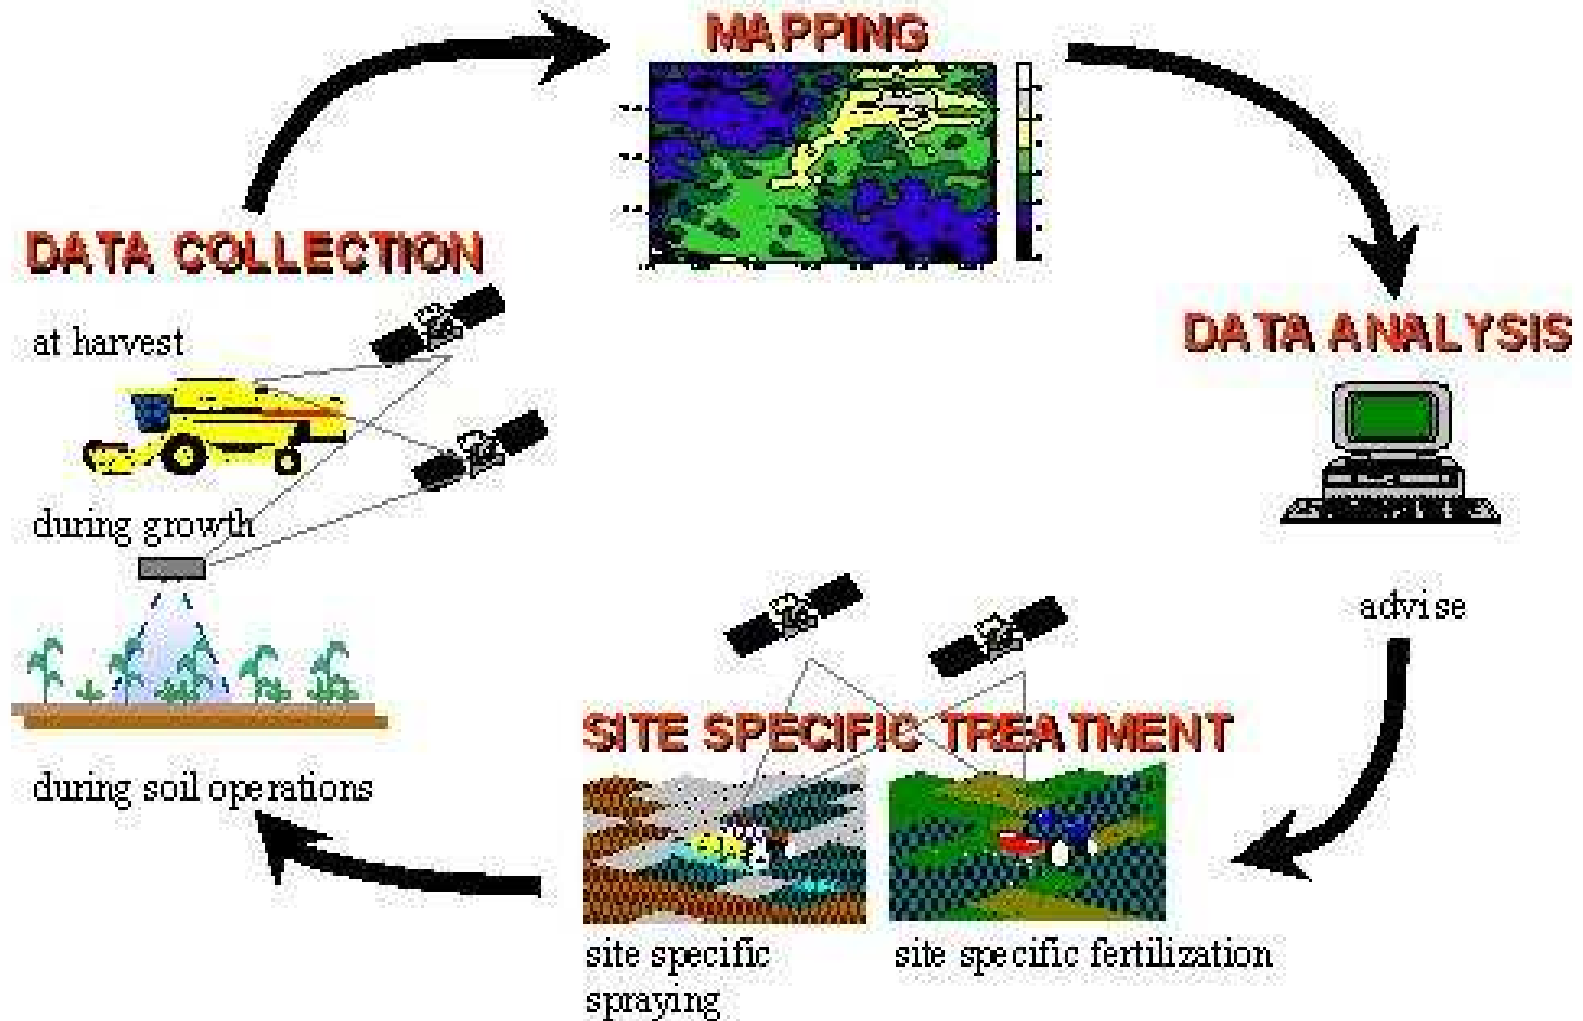 MAPPING
DATA COLLECTION
at harvest
during growth
during soil operations
DATA ANALYSIS
advise
SITE SPECIFIC TREATMENT
site specific
spraying
site specific fertilization